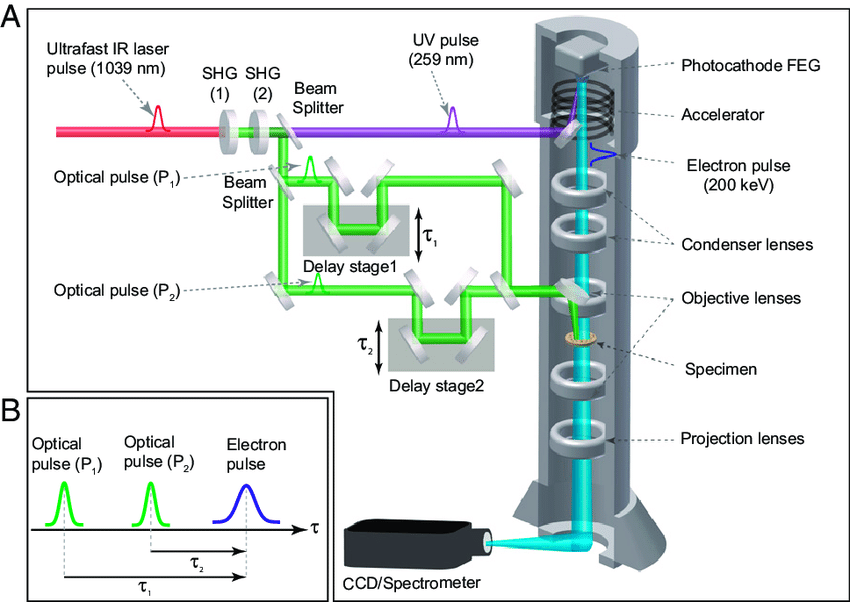 A
Ultrafast IR laser
pulse (1039 nm)
SHG
(1)
SHG
(2)
Beam
Splitter
UV pulse
(259 nm)
Photocathode FEG
Accelerator
Electron pulse
(200 keV)
Optical pulse (P1)
Beam
Splitter
τ1
Delay stage1
Condenser lenses
Optical pulse (P2)
Objective lenses
τ2
Delay stage2
Specimen
Projection lenses
CCD/Spectrometer
B
Optical
pulse (P1)
Optical
pulse (P2)
Electron
pulse
τ
τ2
τ1